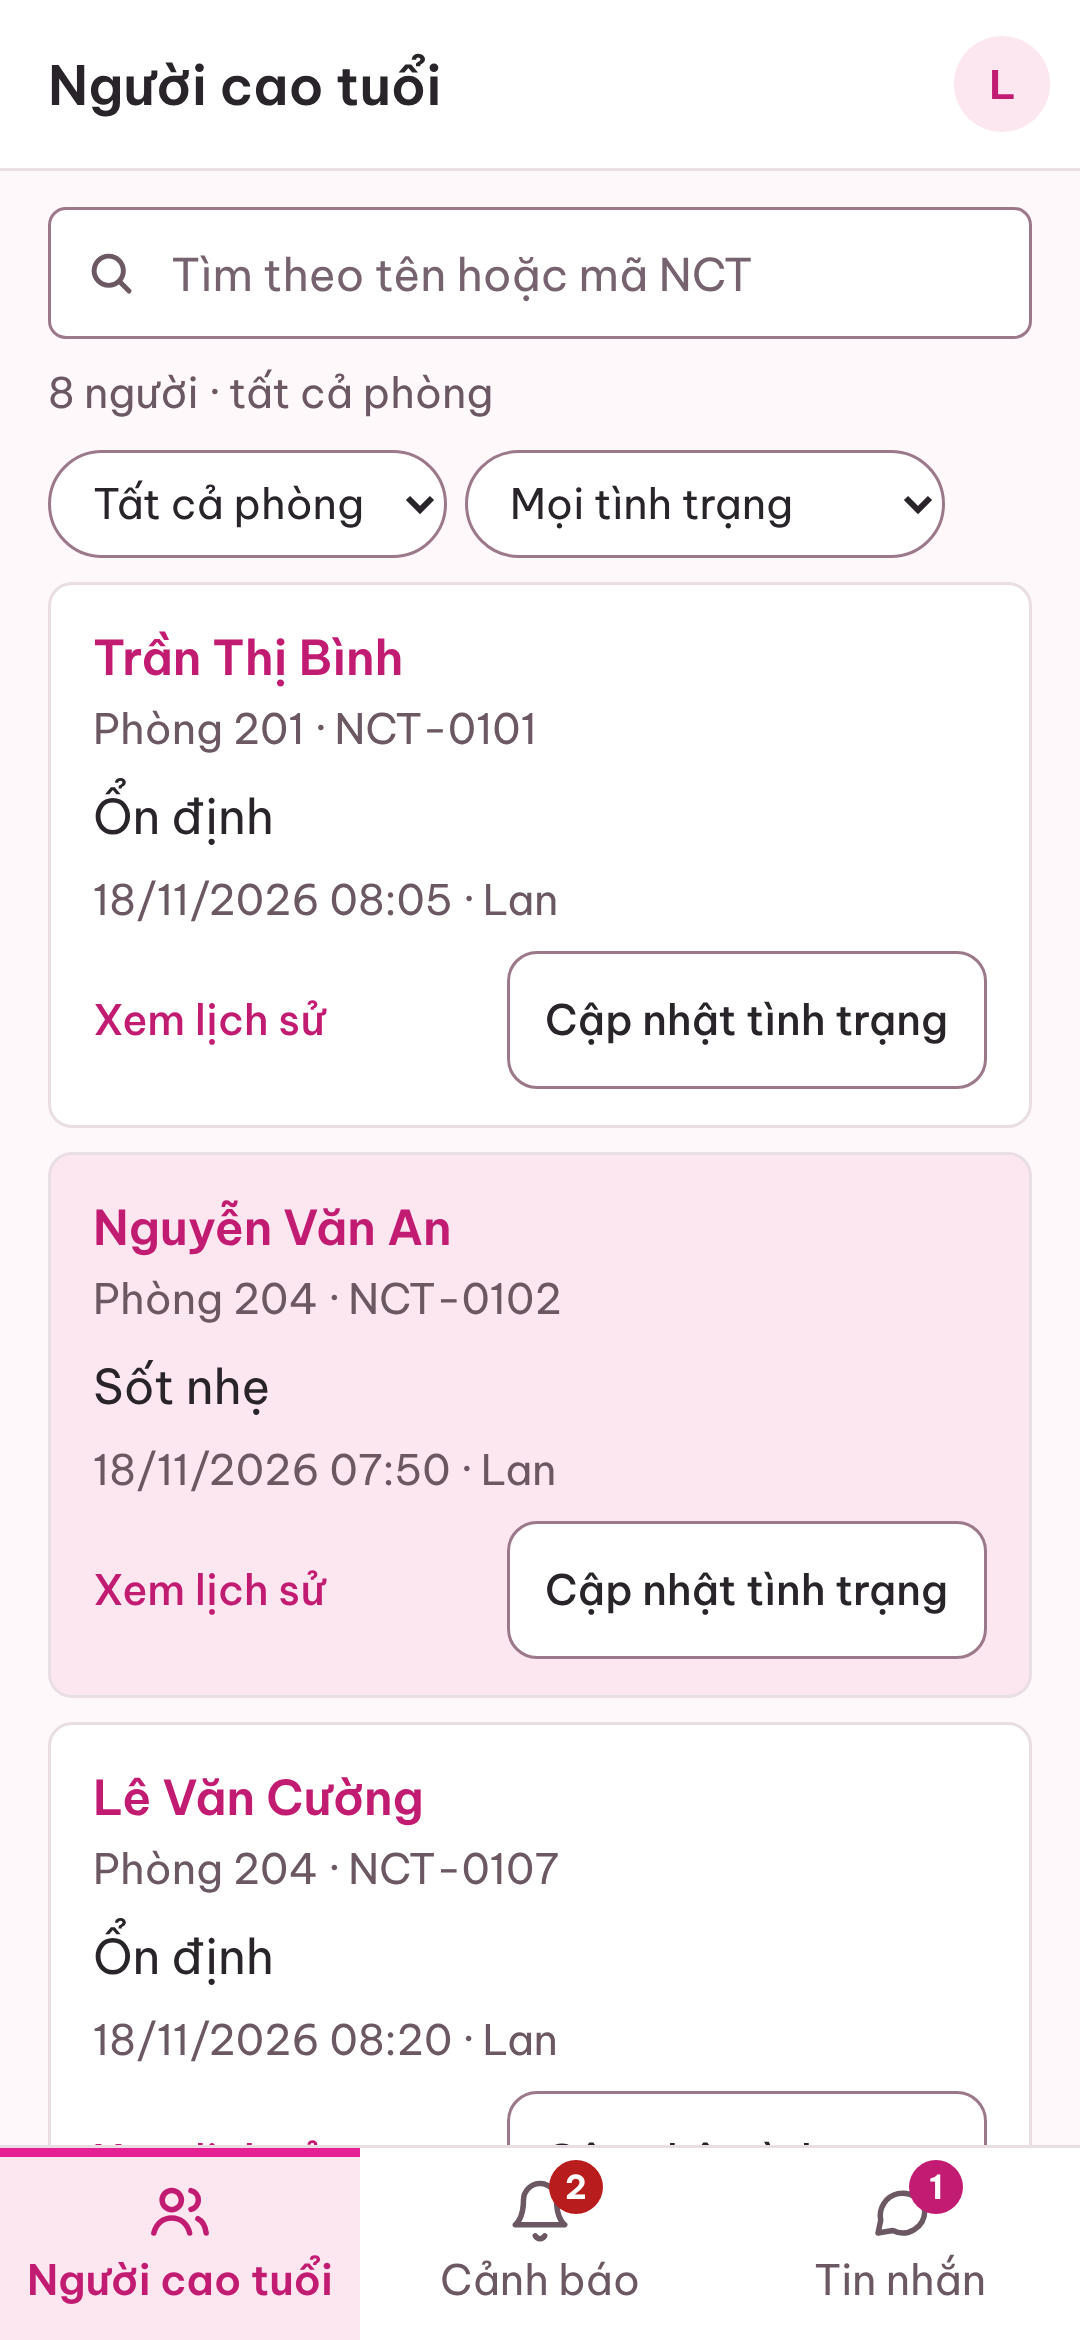 Người cao tuổi
L
Tìm theo tên hoặc mã NCT
8 người · tất cả phòng
Tất cả phòng
Mọi tình trạng
Trần Thị Bình
Phòng 201 · NCT-0101
Ổn định
18/11/2026 08:05 · Lan
Xem lịch sử
Cập nhật tình trạng
Nguyễn Văn An
Phòng 204 · NCT-0102
Sốt nhẹ
18/11/2026 07:50 · Lan
Xem lịch sử
Cập nhật tình trạng
Lê Văn Cường
Phòng 204 · NCT-0107
Ổn định
18/11/2026 08:20 · Lan
2
1
Người cao tuổi
Cảnh báo
Tin nhắn